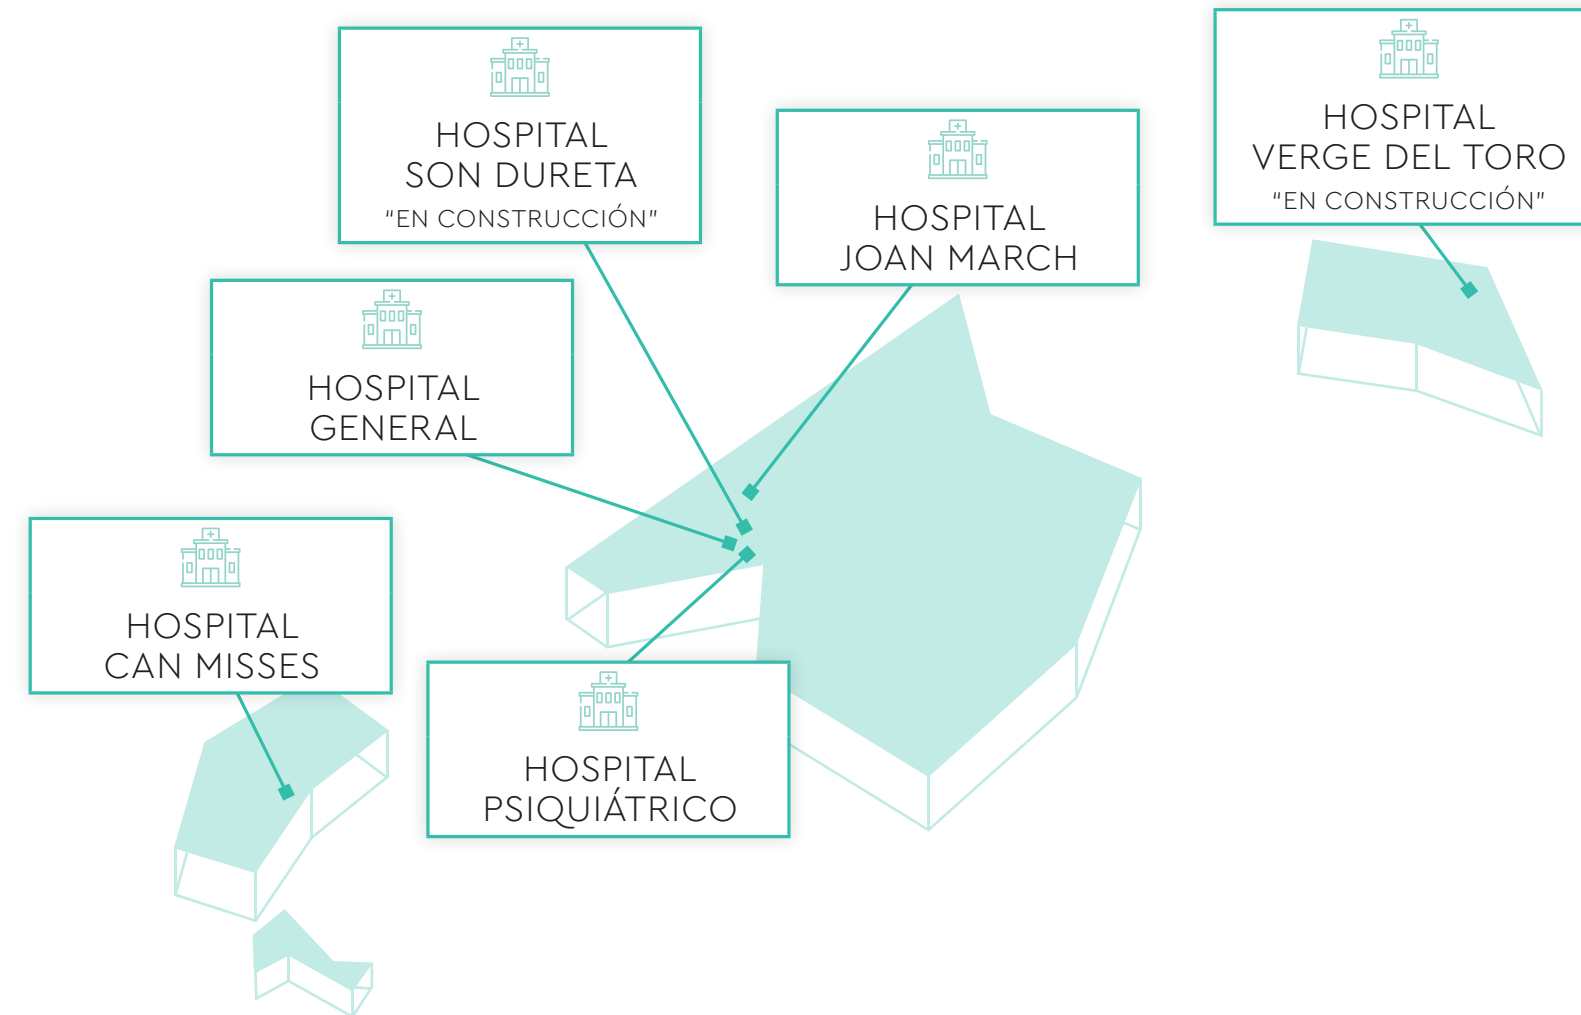 HOSPITAL
SON DURETA
"EN CONSTRUCCIÓN"
HOSPITAL
JOAN MARCH
HOSPITAL
VERGE DEL TORO
"EN CONSTRUCCIÓN"
HOSPITAL
GENERAL
HOSPITAL
CAN MISSES
HOSPITAL
PSIQUIÁTRICO